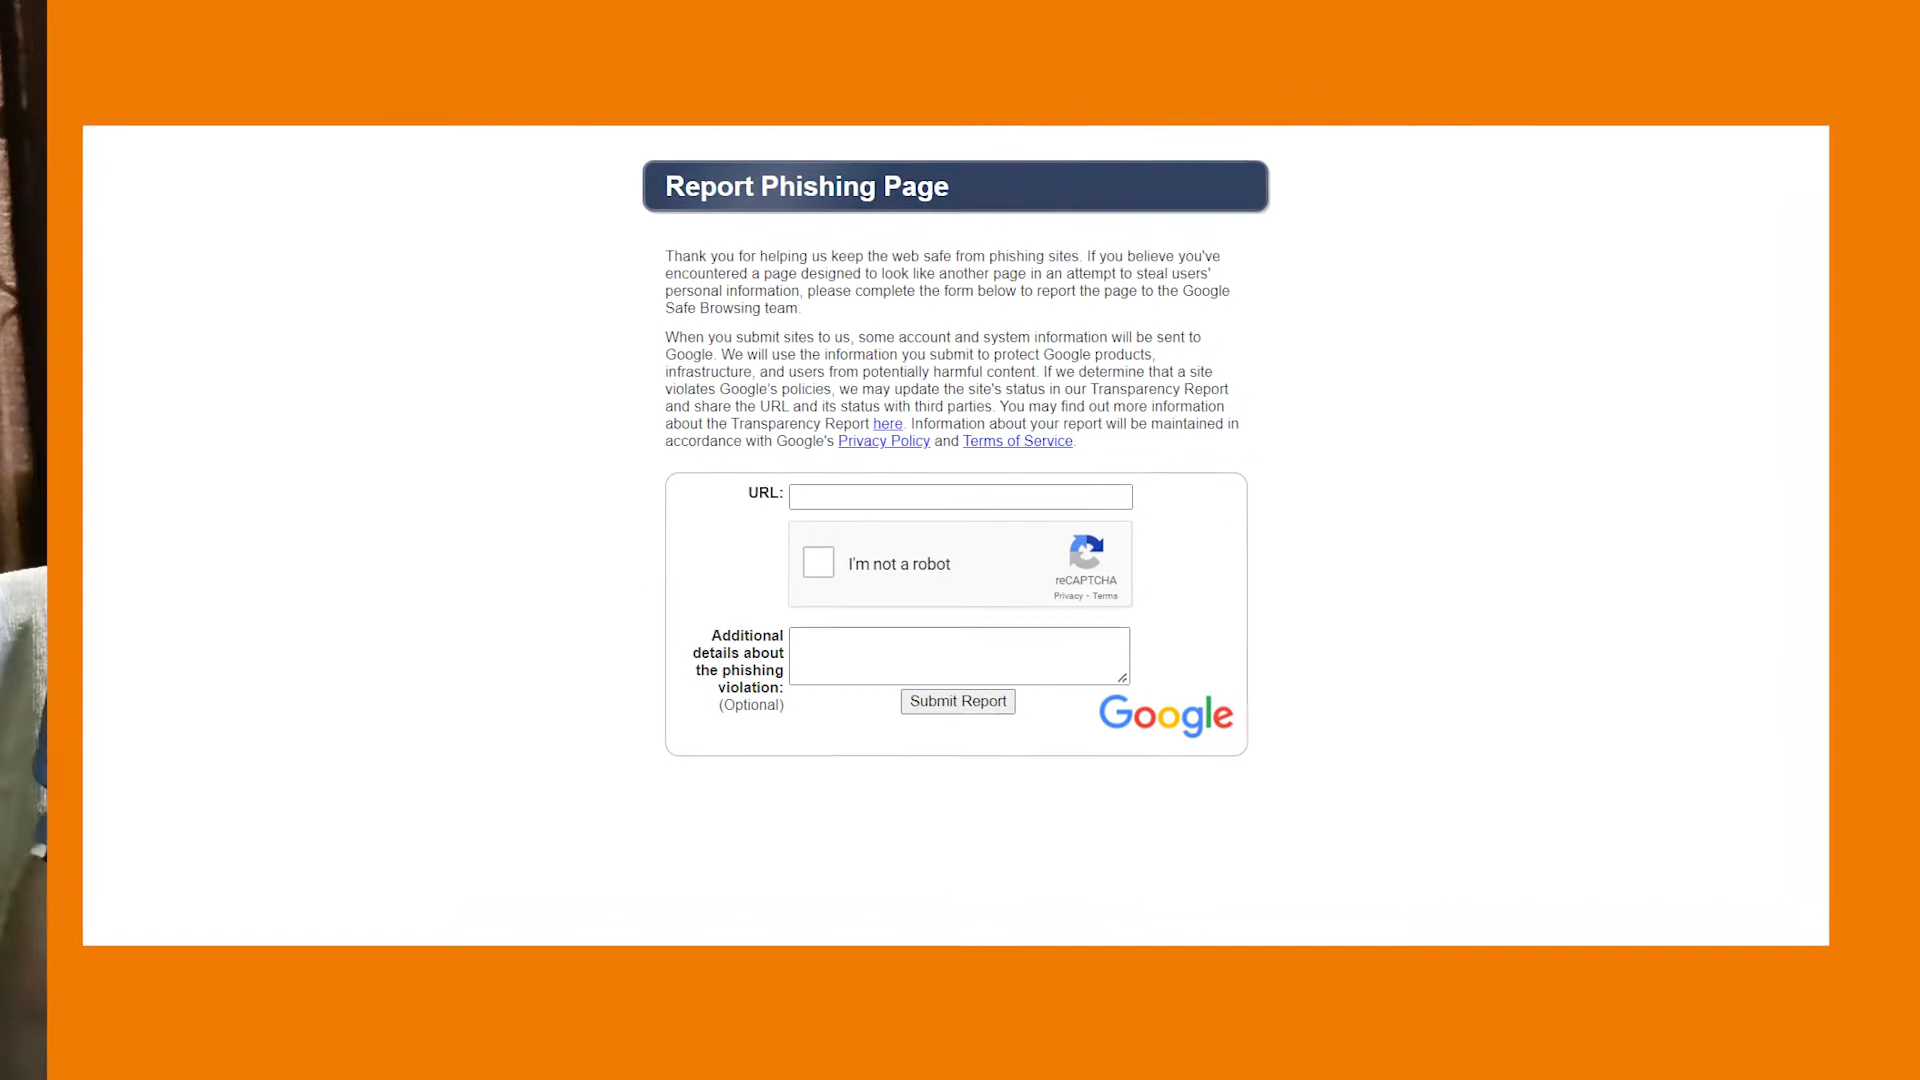 Report Phishing Page
Thank you for helping us keep the web safe from phishing sites. If you believe you've
encountered a page designed to look like another page in an attempt to steal users'
personal information, please complete the form below to report the page to the Google
Safe Browsing team.
When you submit sites to us, some account and system information will be sent to
Google. We will use the information you submit to protect Google products,
infrastructure, and users from potentially harmful content. If we determine that a site
violates Google's policies, we may update the site's status in our Transparency Report
and share the URL and its status with third parties. You may find out more information
about the Transparency Report here. Information about your report will be maintained in
accordance with Google's Privacy Policy and Terms of Service.
URL:
I'm not a robot
reCAPTCHA
Privacy - Terms
Additional
details about
the phishing
violation:
(Optional)
Submit Report
Google